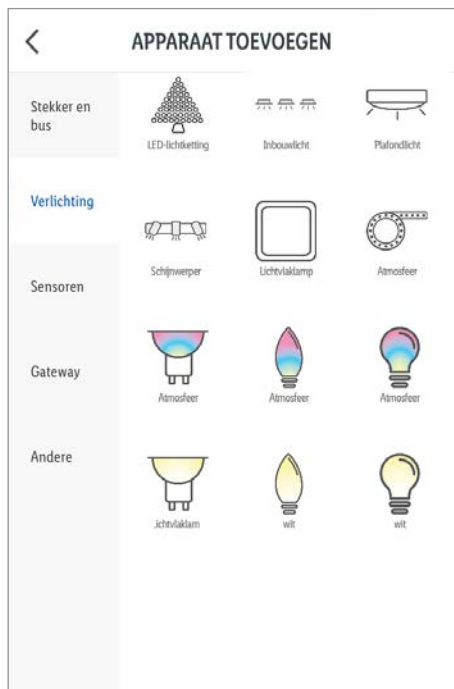 APPARAAT TOEVOEGEN
Stekker en
bus
Verlichting
Sensoren
Gateway
Andere
LED-lichtketting
Inbouwlicht
Plafondlicht
Schijnwerper
Lichtvlaklamp
Atmosfeer
Atmosfeer
Atmosfeer
Atmosfeer
.ichtvlaklam
wit
wit